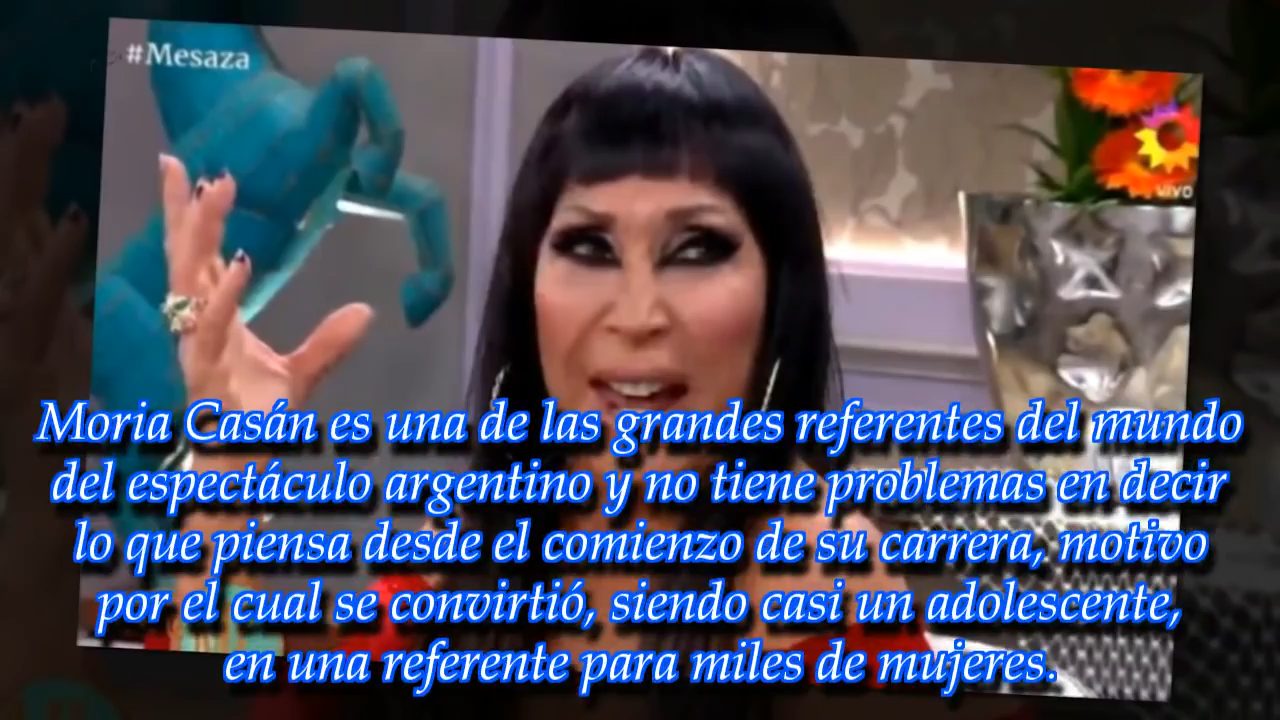 #Mesaza
VIVO
Moria Casán es una de las grandes referentes del mundo
del espectáculo argentino y no tiene problemas en decir
lo que piensa desde el comienzo de su carrera, motivo
por el cual se convirtió, siendo casi un adolescente,
en una referente para miles de mujeres.